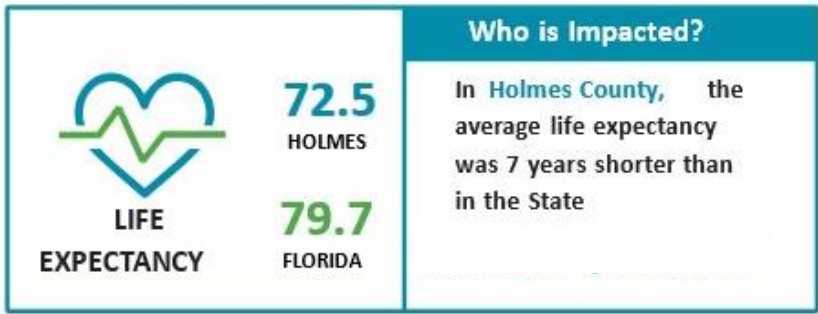 LIFE
EXPECTANCY
72.5
HOLMES
79.7
FLORIDA
Who is Impacted?
In Holmes County, the
average life expectancy
was 7 years shorter than
in the State